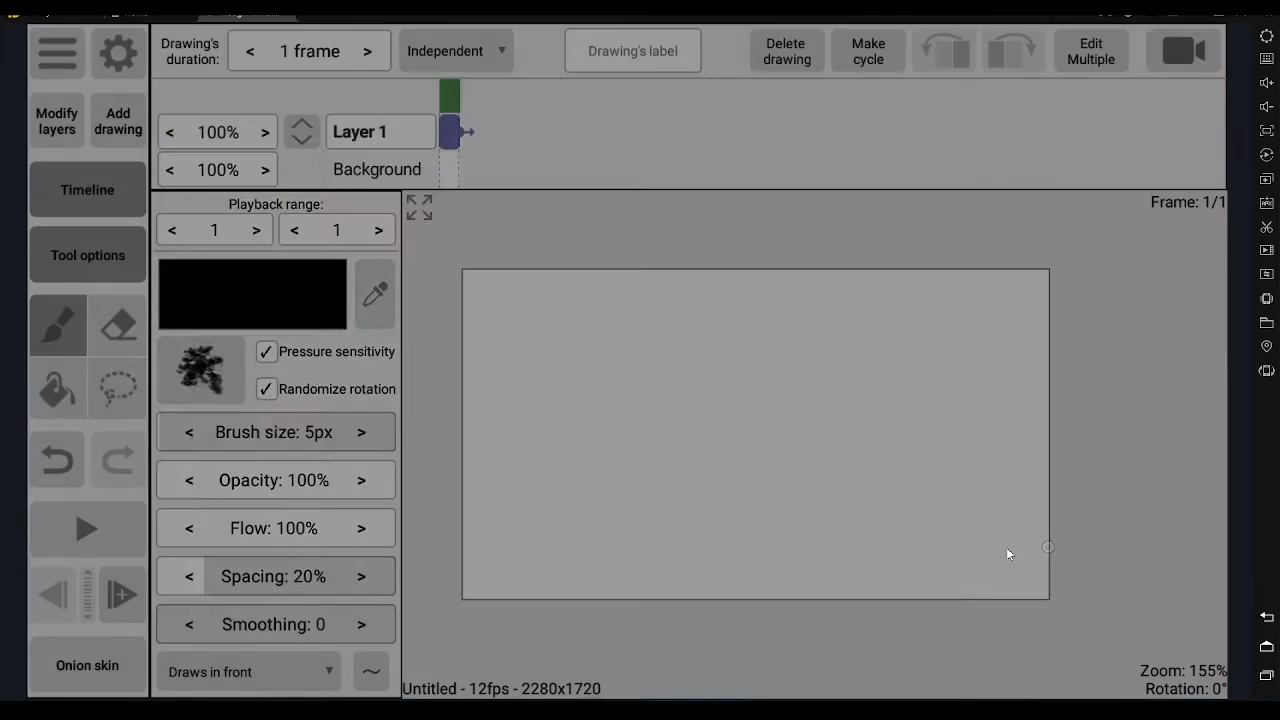 Drawing's duration:
< 1 frame >
Independent
Drawing's label
Delete drawing
Make cycle
Edit Multiple
Modify layers
Add drawing
< 100% >
Layer 1
< 100% >
Background
Timeline
Playback range:
< 1 >
< 1 >
Frame: 1/1
Tool options
Pressure sensitivity
Randomize rotation
< Brush size: 5px >
< Opacity: 100% >
< Flow: 100% >
< Spacing: 20% >
< Smoothing: 0 >
Onion skin
Draws in front
Untitled - 12fps - 2280x1720
Zoom: 155%
Rotation: 0°